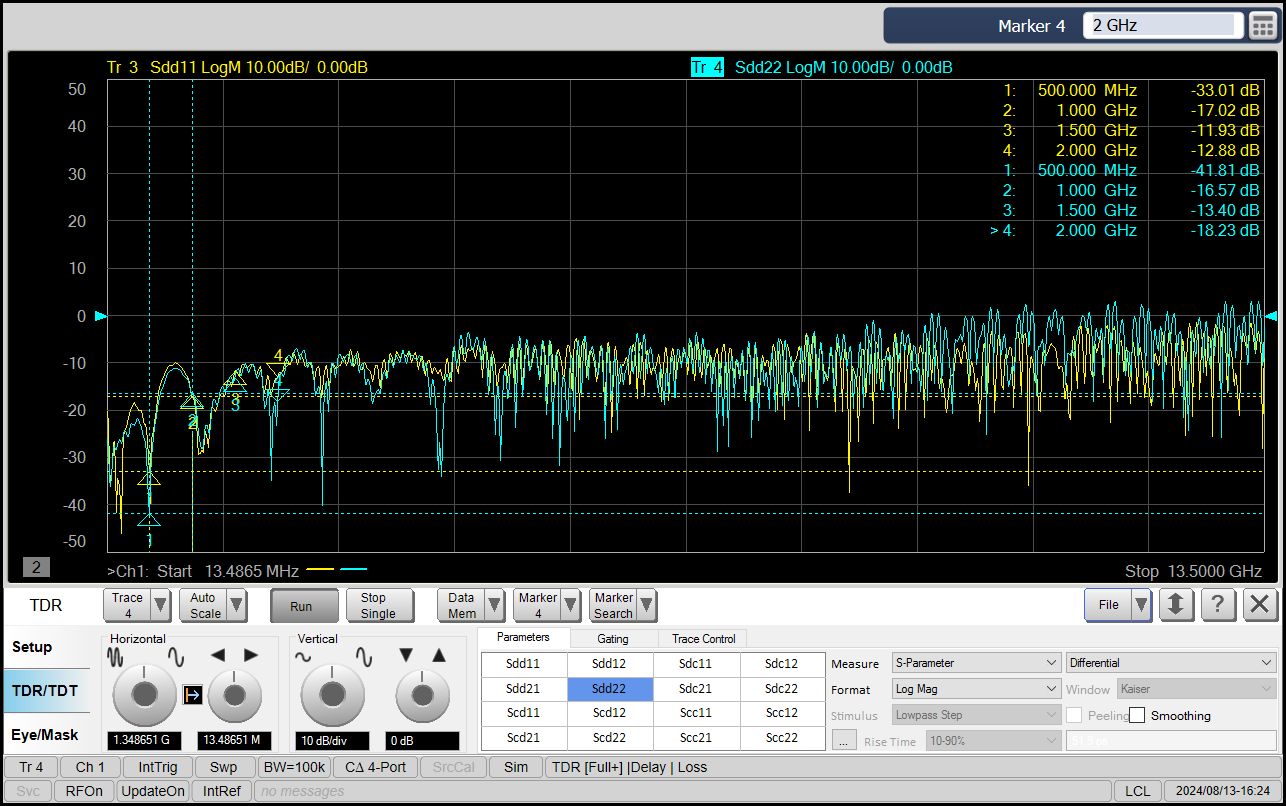 Marker 4 2 GHz
Tr 3 Sdd11 LogM 10.00dB/ 0.00dB Tr 4 Sdd22 LogM 10.00dB/ 0.00dB
50
40
30
20
10
0
-10
-20
-30
-40
-50
1: 500.000 MHz -33.01 dB
2: 1.000 GHz -17.02 dB
3: 1.500 GHz -11.93 dB
4: 2.000 GHz -12.88 dB
1: 500.000 MHz -41.81 dB
2: 1.000 GHz -16.57 dB
3: 1.500 GHz -13.40 dB
> 4: 2.000 GHz -18.23 dB
4
4
3
3
2
2
1
2
>Ch1: Start 13.4865 MHz Stop 13.5000 GHz
TDR Trace 4 Auto Scale Run Stop Single Data Mem Marker 4 Marker Search File ? X
Setup
TDR/TDT
Eye/Mask
Horizontal
1.348651 G 13.48651 M
Vertical
10 dB/div 0 dB
Parameters Gating Trace Control
Sdd11 Sdd12 Sdc11 Sdc12
Sdd21 Sdd22 Sdc21 Sdc22
Scd11 Scd12 Scc11 Scc12
Scd21 Scd22 Scc21 Scc22
Measure S-Parameter Differential
Format Log Mag Window Kaiser
Stimulus Lowpass Step Peeling Smoothing
... Rise Time 10-90%
Tr 4 Ch 1 IntTrig Swp BW=100k CΔ 4-Port SrcCal Sim TDR [Full+] |Delay | Loss
Svc RFOn UpdateOn IntRef no messages LCL 2024/08/13-16:24